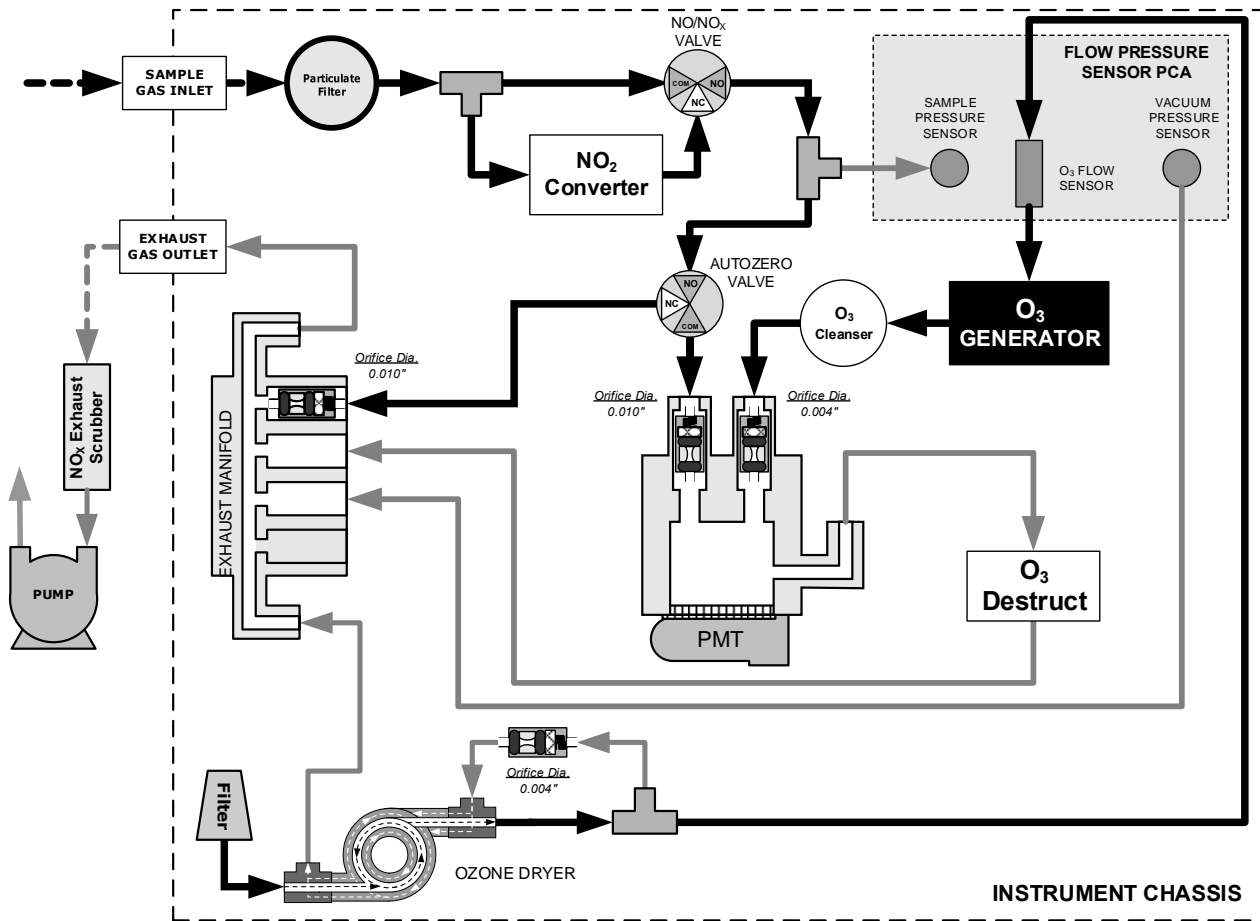 SAMPLE
GAS INLET
Particulate
Filter
NO/NOX
VALVE
COM
NO
NC
NO2
Converter
FLOW PRESSURE
SENSOR PCA
SAMPLE
PRESSURE
SENSOR
VACUUM
PRESSURE
SENSOR
O3 FLOW
SENSOR
EXHAUST
GAS OUTLET
AUTOZERO
VALVE
NO
NC
COM
O3
Cleanser
O3
GENERATOR
Orifice Dia.
0.010"
Orifice Dia.
0.010"
Orifice Dia.
0.004"
NOX Exhaust
Scrubber
EXHAUST MANIFOLD
PUMP
O3
Destruct
PMT
Orifice Dia.
0.004"
Filter
OZONE DRYER
INSTRUMENT CHASSIS